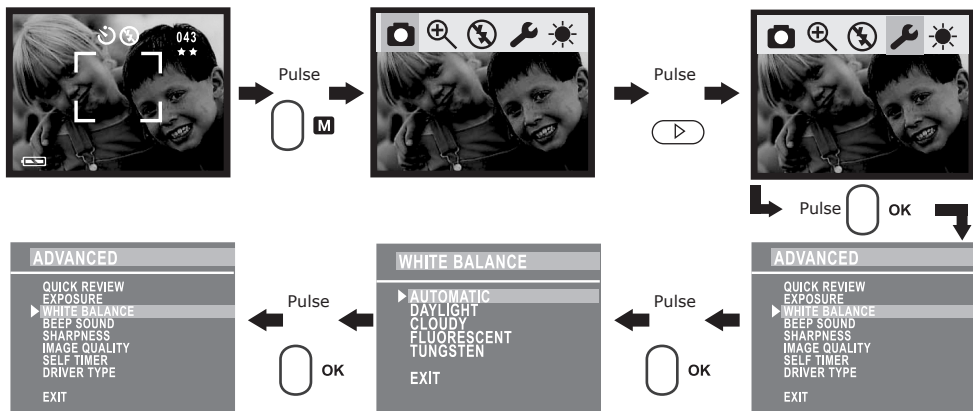 043
★★
Pulse
M
Pulse
Pulse
OK
ADVANCED
QUICK REVIEW
EXPOSURE
WHITE BALANCE
BEEP SOUND
SHARPNESS
IMAGE QUALITY
SELF TIMER
DRIVER TYPE
EXIT
Pulse
OK
WHITE BALANCE
AUTOMATIC
DAYLIGHT
CLOUDY
FLUORESCENT
TUNGSTEN
EXIT
Pulse
OK
ADVANCED
QUICK REVIEW
EXPOSURE
WHITE BALANCE
BEEP SOUND
SHARPNESS
IMAGE QUALITY
SELF TIMER
DRIVER TYPE
EXIT